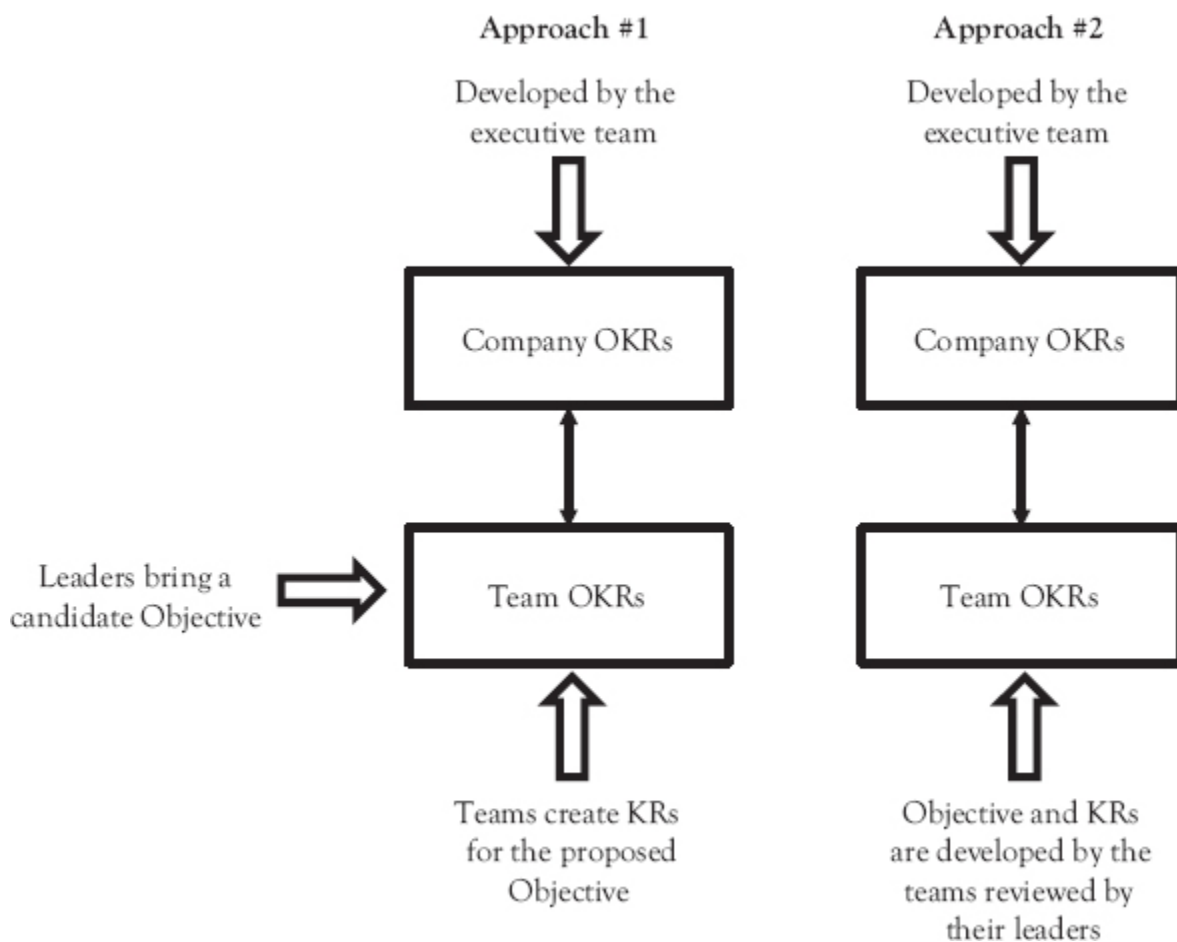 Approach #1
Developed by the
executive team
Company OKRs
Leaders bring a
candidate Objective
Team OKRs
Teams create KRs
for the proposed
Objective
Approach #2
Developed by the
executive team
Company OKRs
Team OKRs
Objective and KRs
are developed by the
teams reviewed by
their leaders